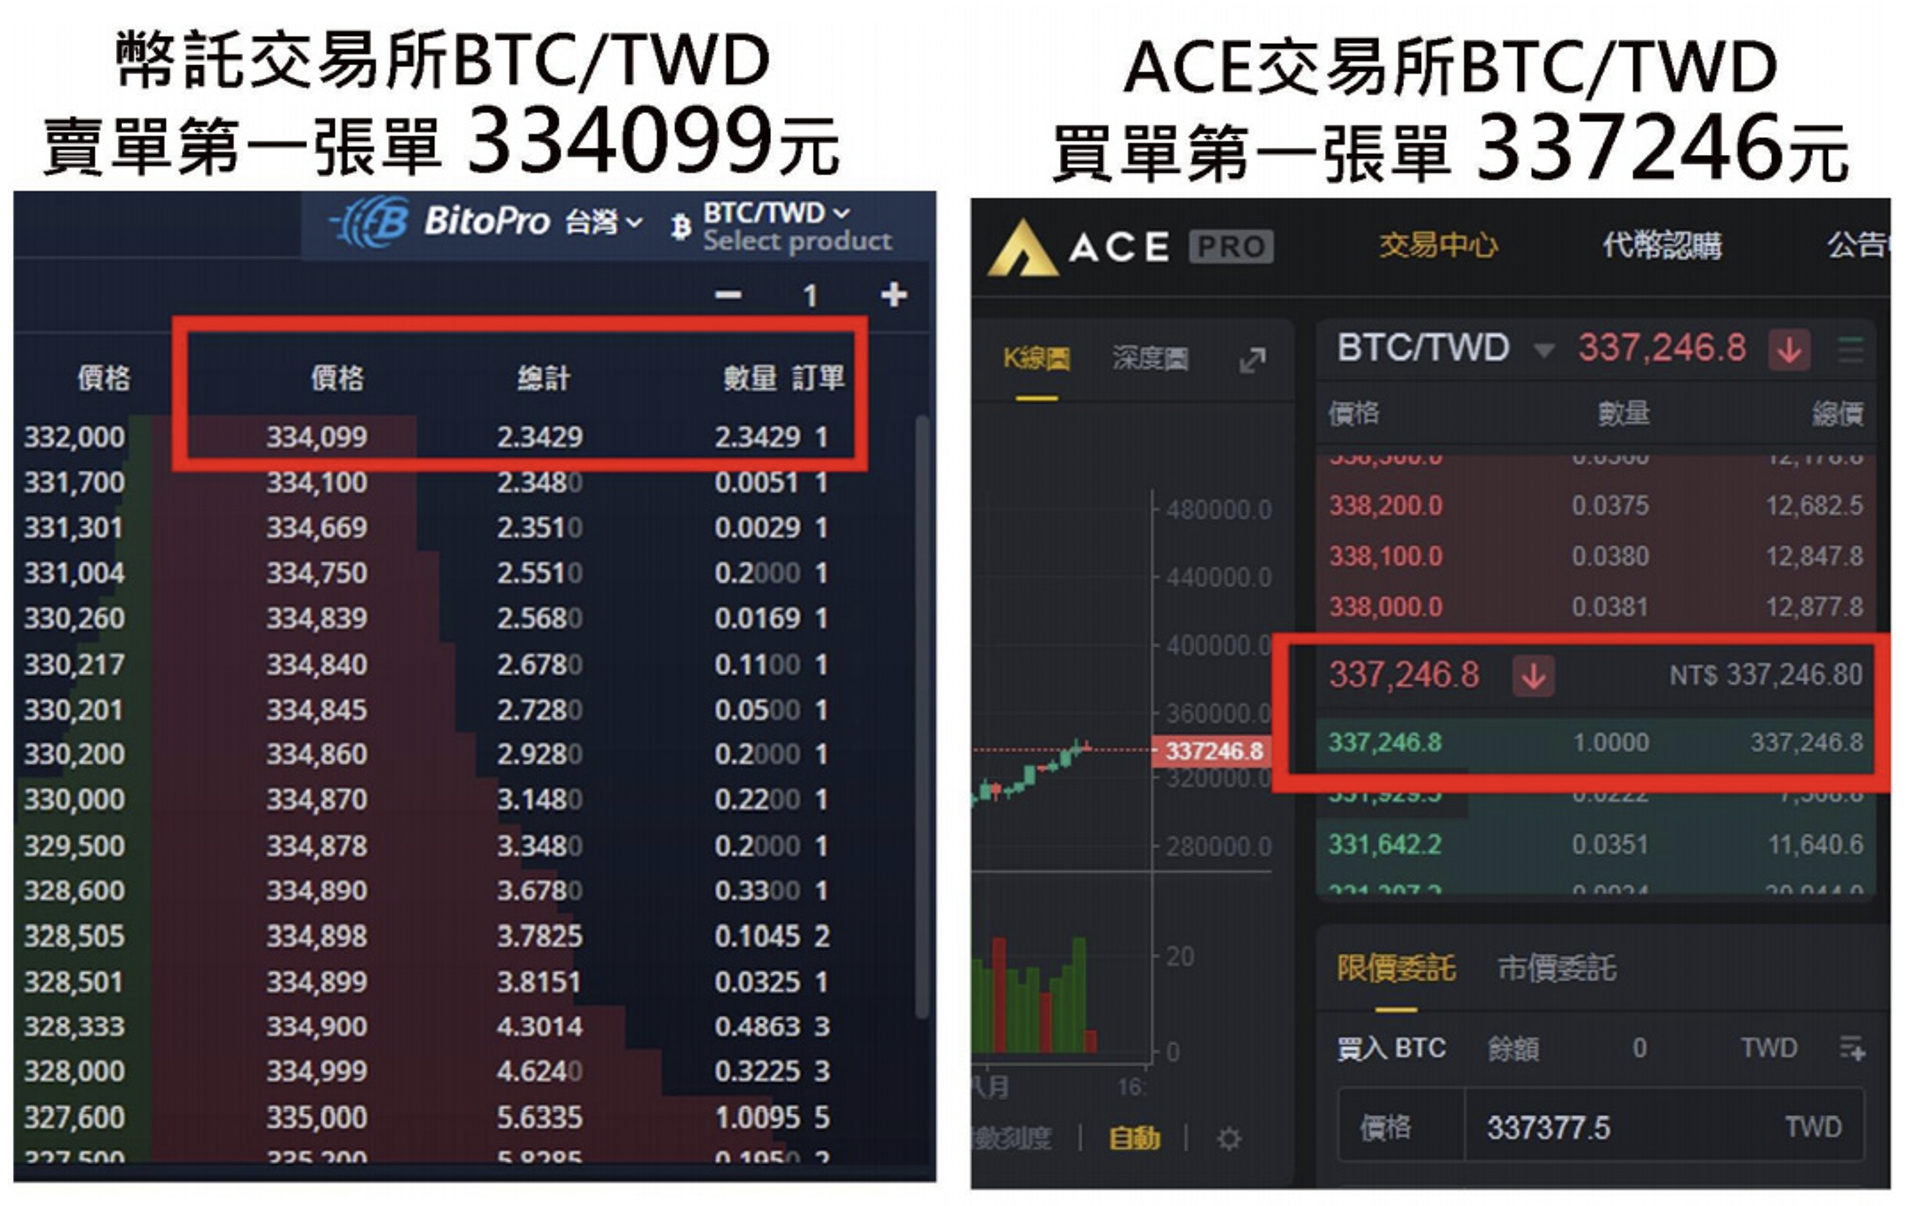 幣託交易所BTC/TWD
賣單第一張單 334099元
BitoPro 台灣 BTC/TWD
Select product
− 1 +
價格 價格 總計 數量 訂單
332,000 334,099 2.3429 2.3429 1
331,700 334,100 2.3480 0.0051 1
331,301 334,669 2.3510 0.0029 1
331,004 334,750 2.5510 0.2000 1
330,260 334,839 2.5680 0.0169 1
330,217 334,840 2.6780 0.1100 1
330,201 334,845 2.7280 0.0500 1
330,200 334,860 2.9280 0.2000 1
330,000 334,870 3.1480 0.2200 1
329,500 334,878 3.3480 0.2000 1
328,600 334,890 3.6780 0.3300 1
328,505 334,898 3.7825 0.1045 2
328,501 334,899 3.8151 0.0325 1
328,333 334,900 4.3014 0.4863 3
328,000 334,999 4.6240 0.3225 3
327,600 335,000 5.6335 1.0095 5
327,500 335,200 5.8285 0.1950 2
ACE交易所BTC/TWD
買單第一張單 337246元
ACE PRO 交易中心 代幣認購 公告
K線圖 深度圖
480000.0
440000.0
400000.0
360000.0
337246.8
320000.0
280000.0
20
0
八月 16:
數刻度 | 自動 |
BTC/TWD 337,246.8
價格 數量 總價
338,200.0 0.0375 12,682.5
338,100.0 0.0380 12,847.8
338,000.0 0.0381 12,877.8
337,246.8 NT$ 337,246.80
337,246.8 1.0000 337,246.8
331,929.5 0.0222
331,642.2 0.0351 11,640.6
限價委託 市價委託
買入 BTC 餘額 0 TWD
價格 337377.5 TWD